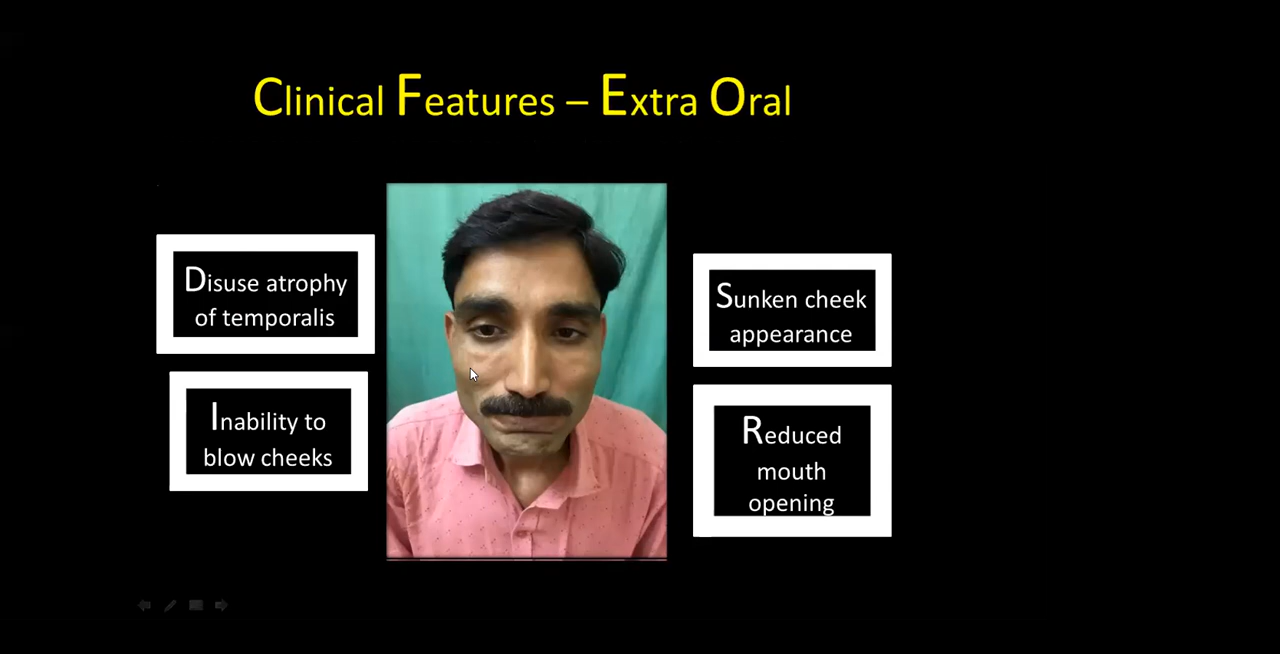 Clinical Features – Extra Oral
Disuse atrophy
of temporalis
Inability to
blow cheeks
Sunken cheek
appearance
Reduced
mouth
opening